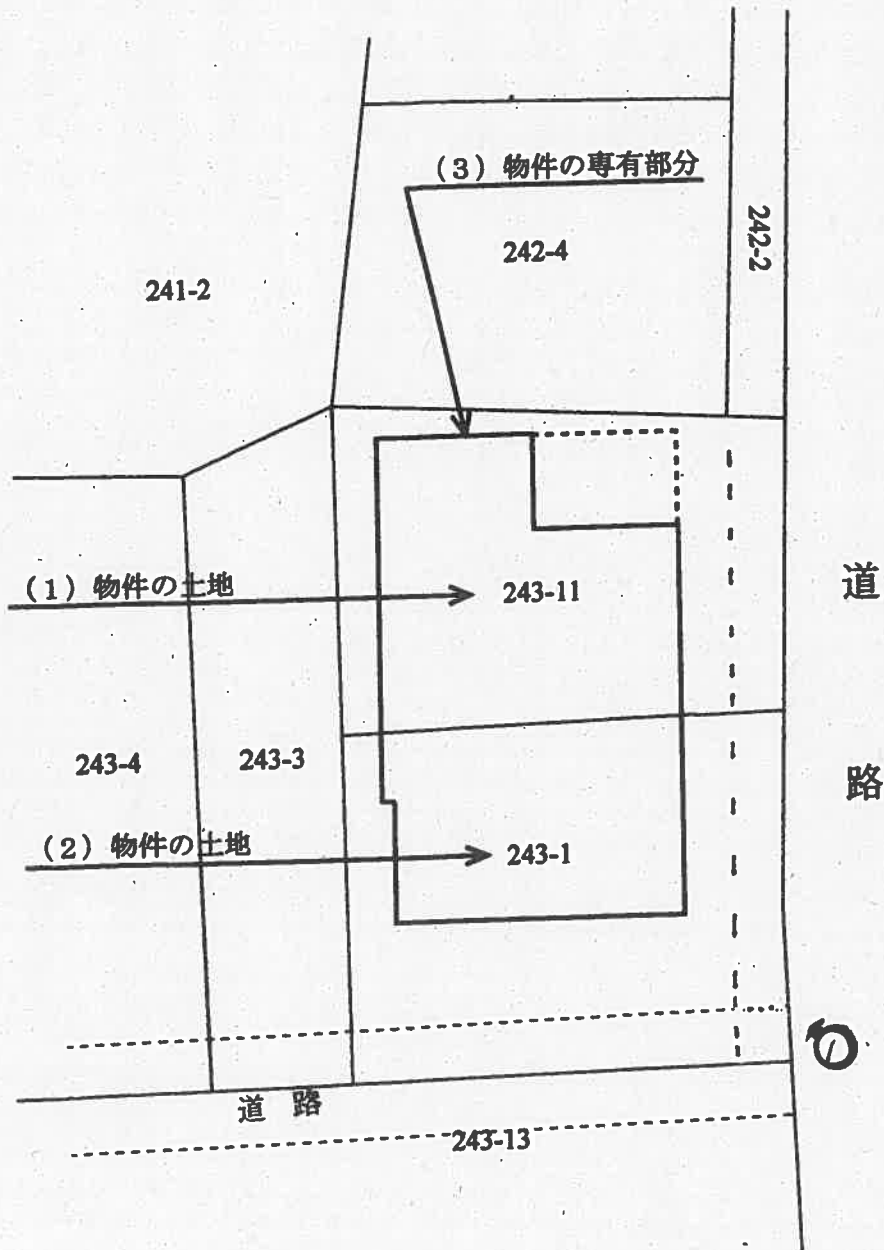 (3) 物件の専有部分
242-2
242-4
241-2
(1) 物件の土地
243-11
道路
243-4
243-3
(2) 物件の土地
243-1
道 路
243-13